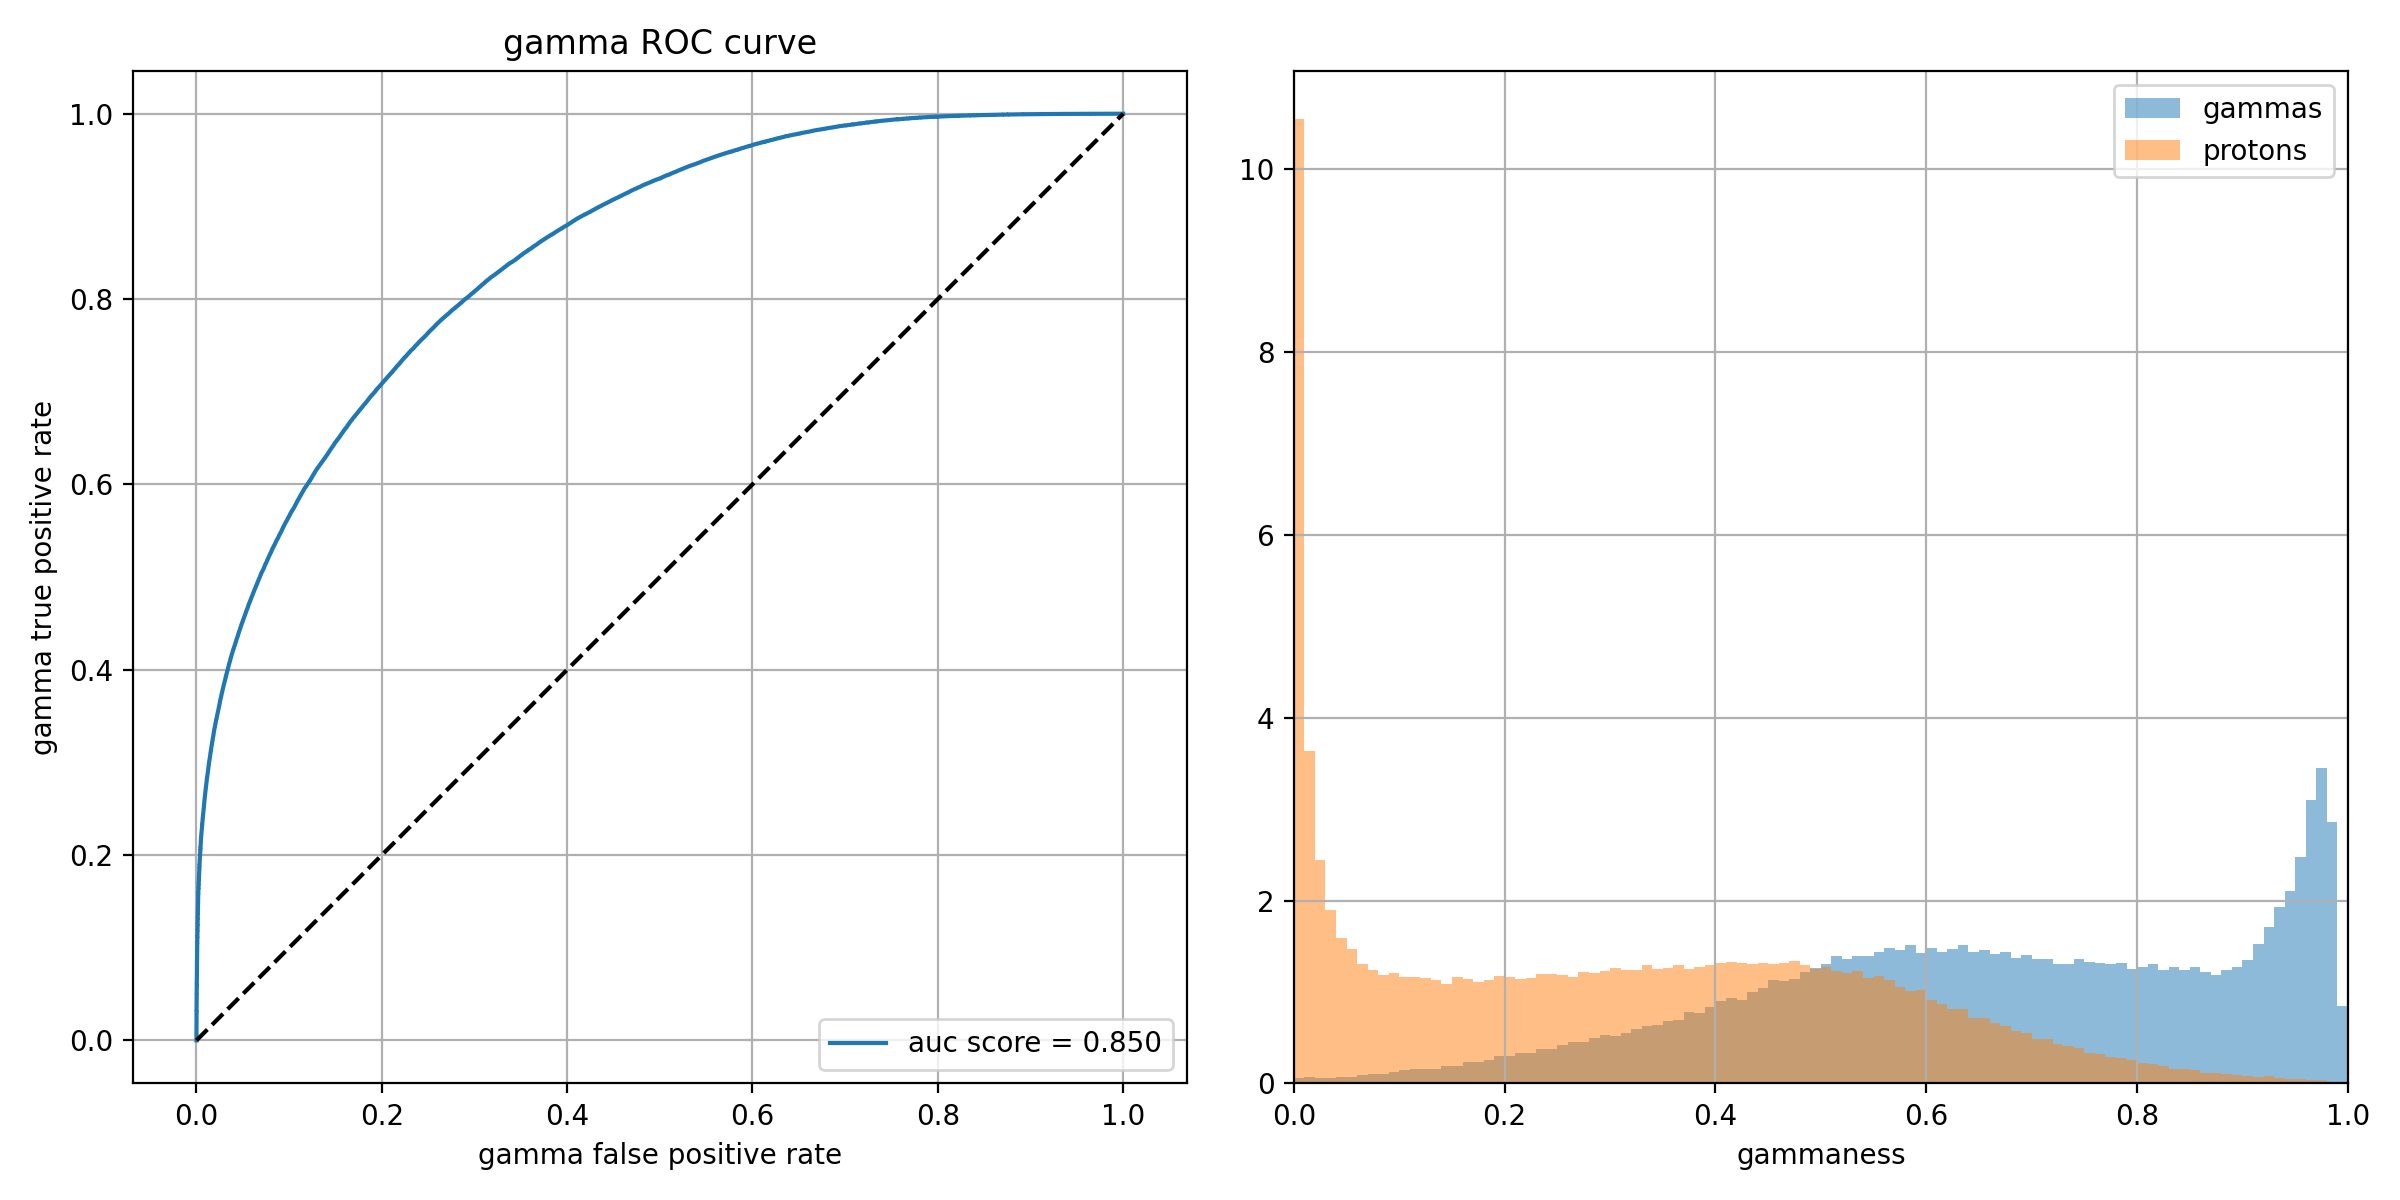 gamma ROC curve
gamma true positive rate
1.0
0.8
0.6
0.4
0.2
0.0
auc score = 0.850
0.0 0.2 0.4 0.6 0.8 1.0
gamma false positive rate
gammas
protons
10
8
6
4
2
0
0.0 0.2 0.4 0.6 0.8 1.0
gammaness